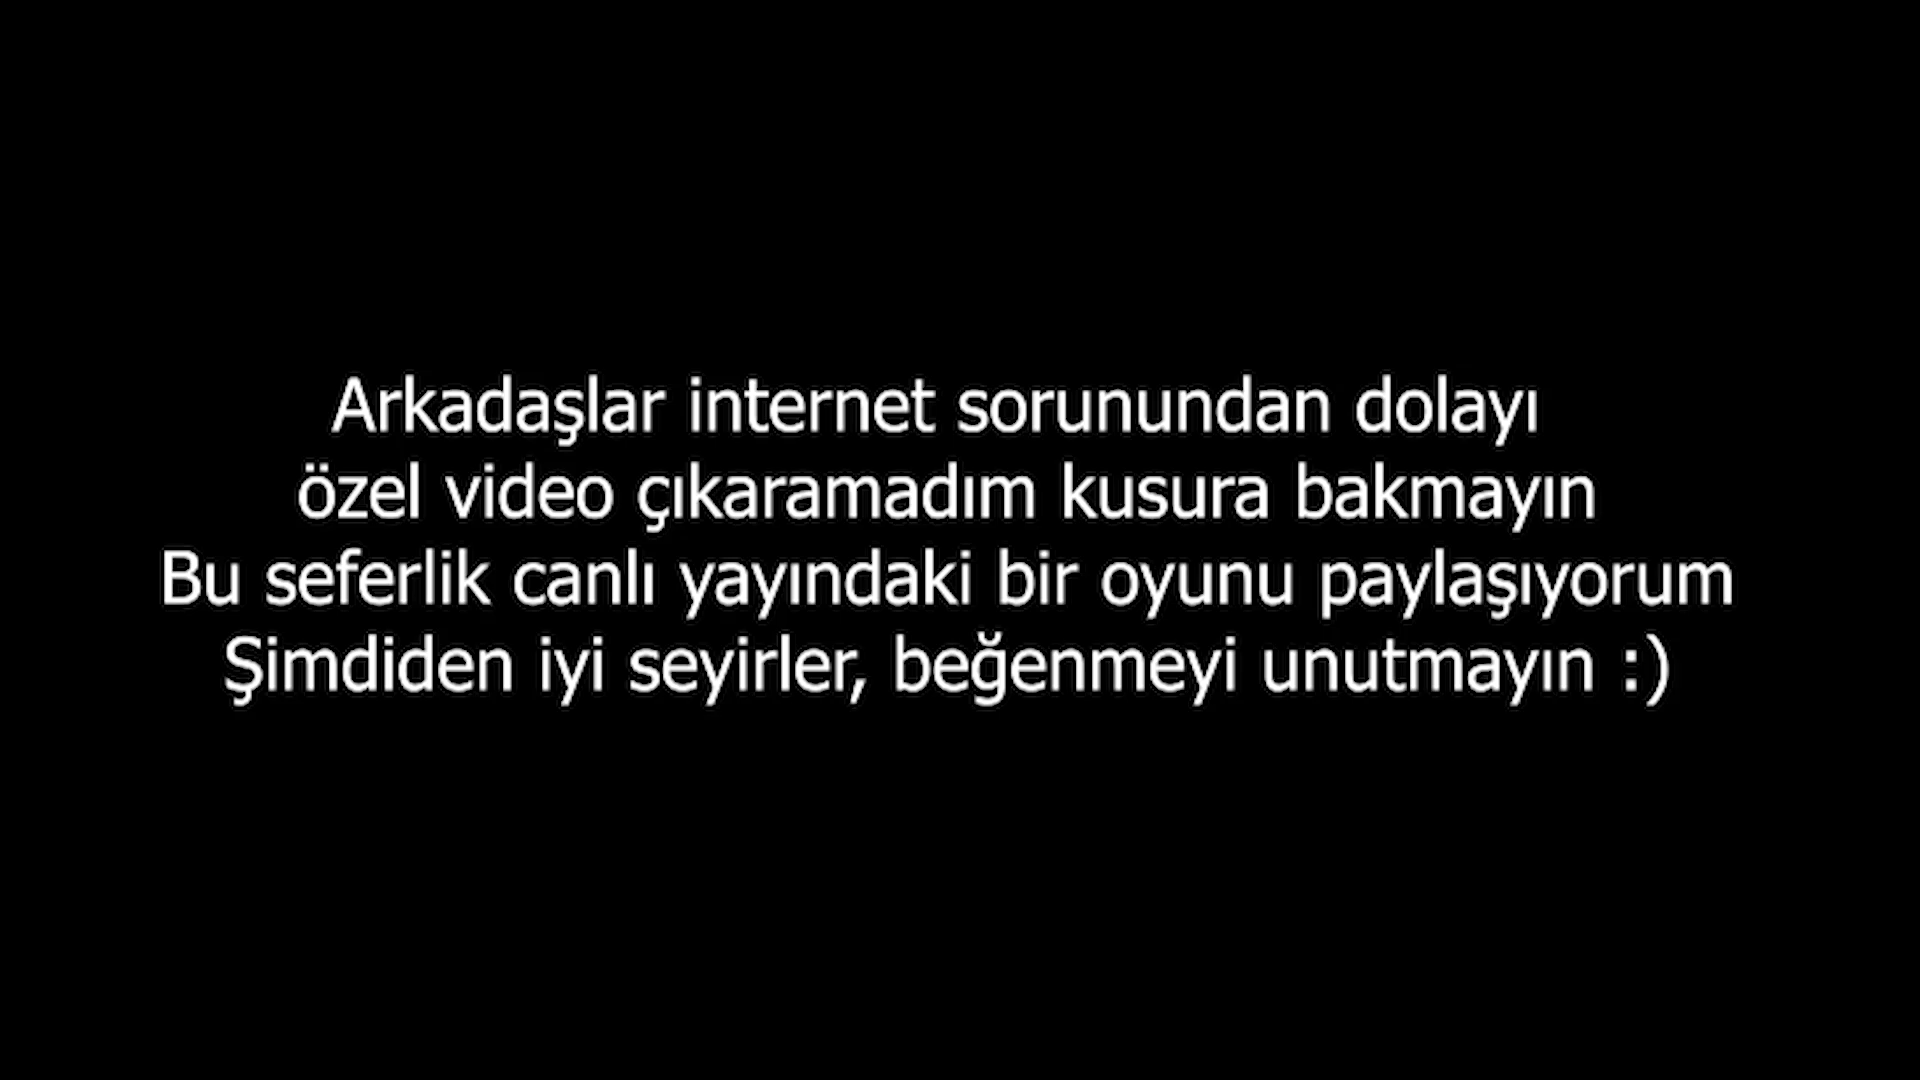 Arkadaşlar internet sorunundan dolayı
özel video çıkaramadım kusura bakmayın
Bu seferlik canlı yayındaki bir oyunu paylaşıyorum
Şimdiden iyi seyirler, beğenmeyi unutmayın :)